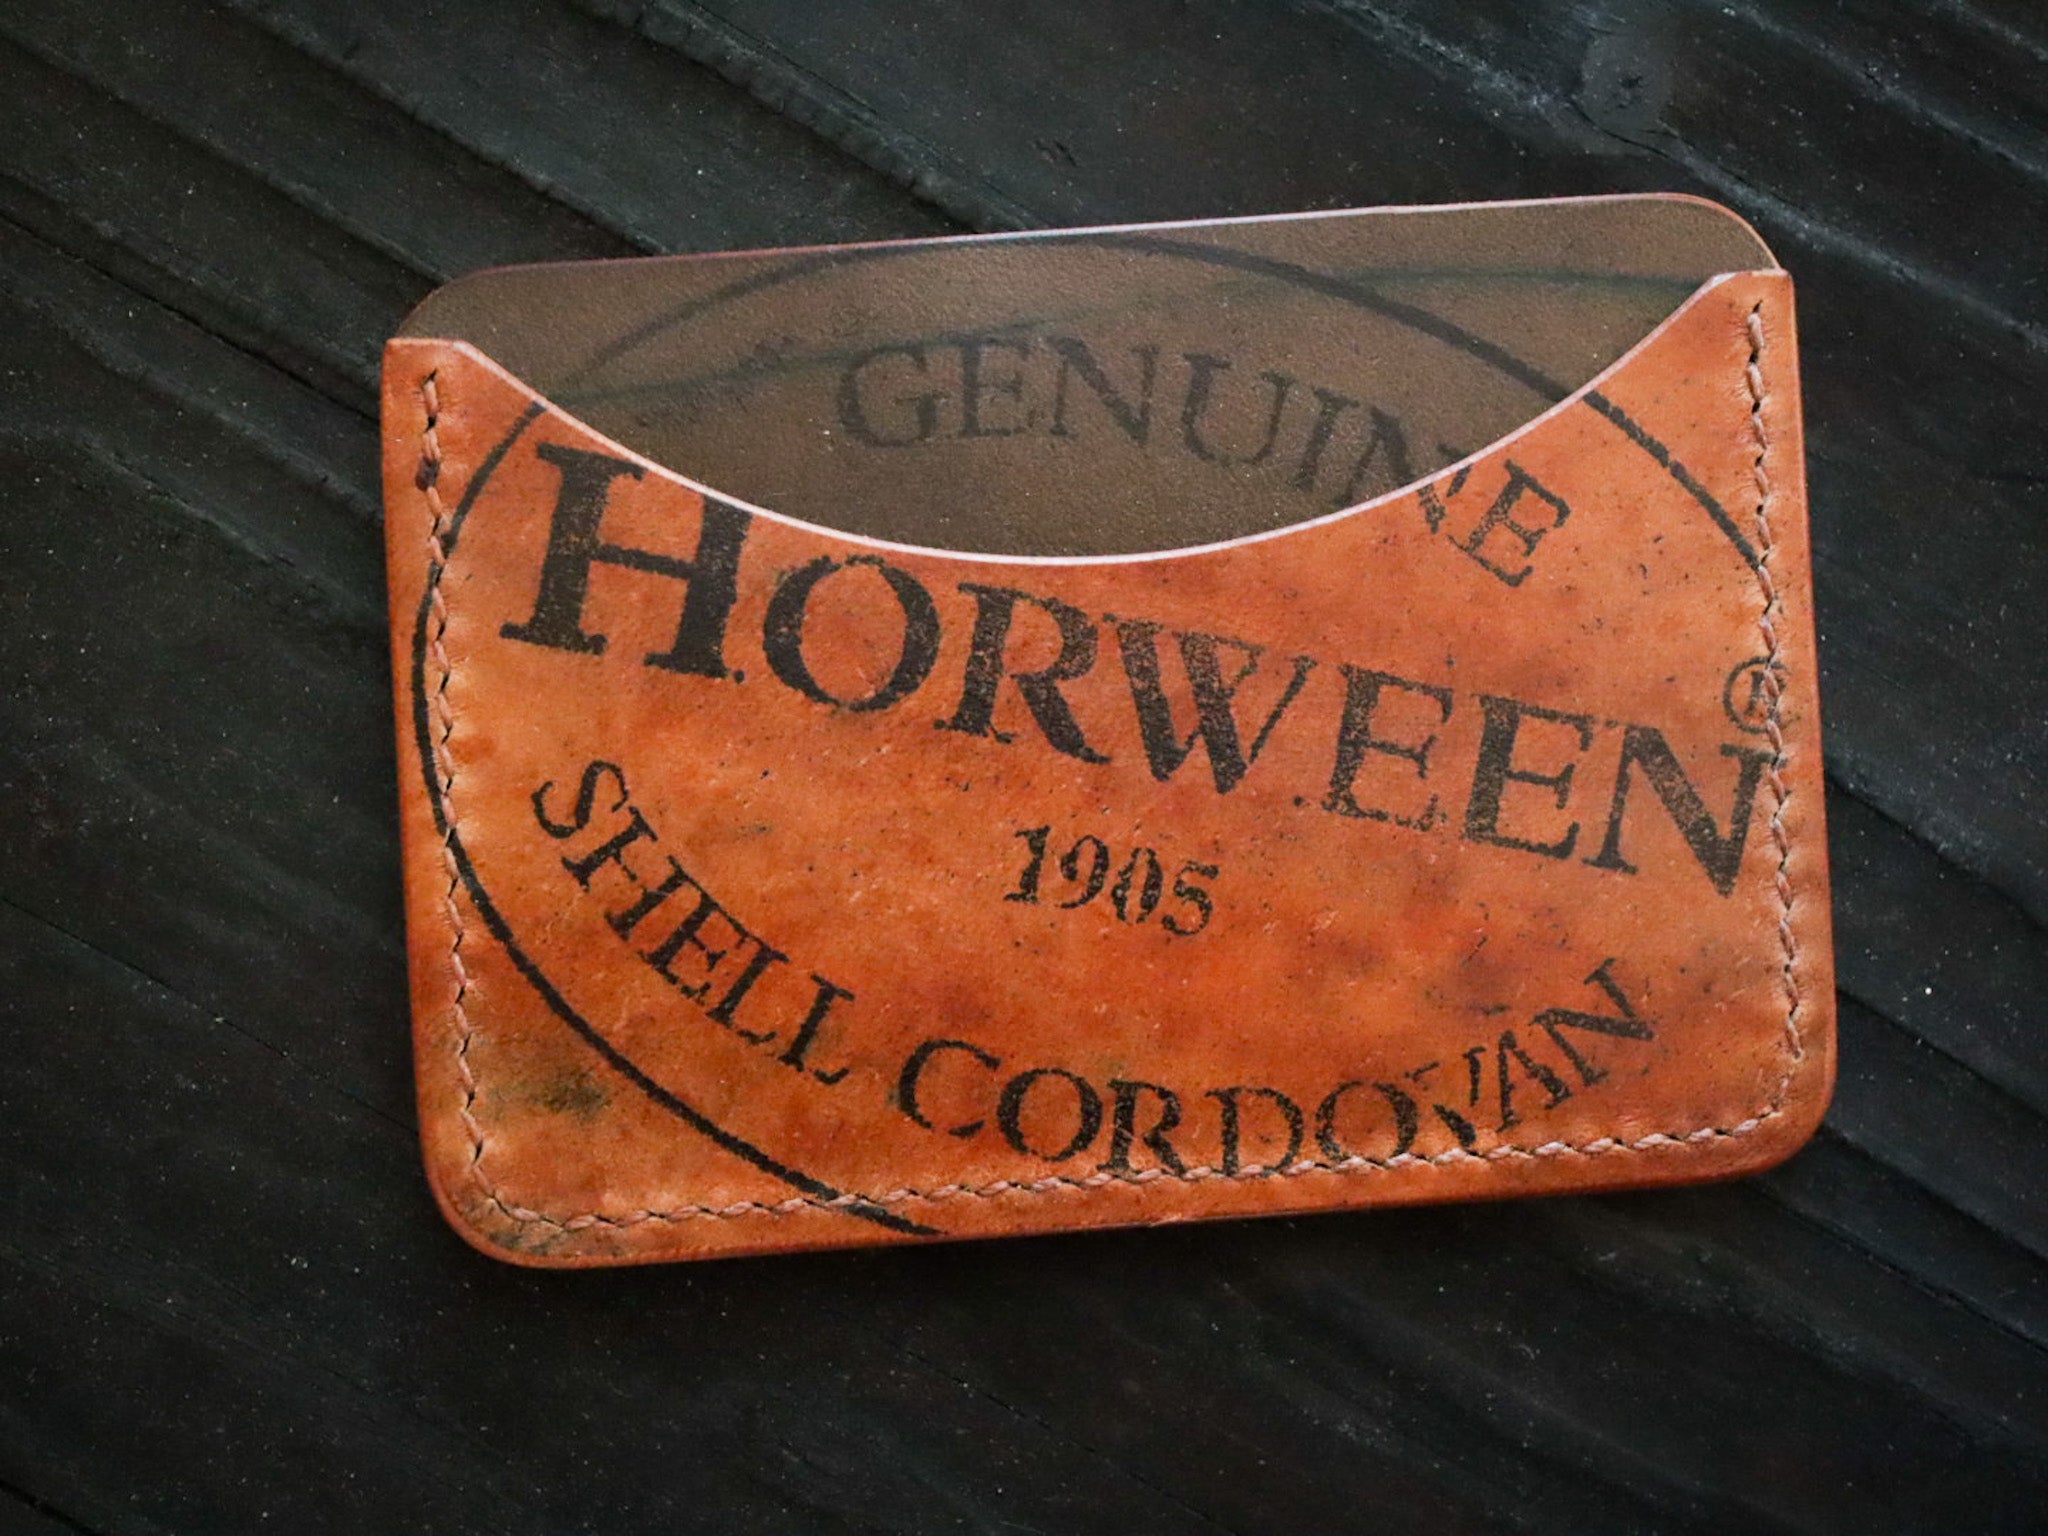 GENUINE
HORWEEN®
1905
SHELL CORDOVAN